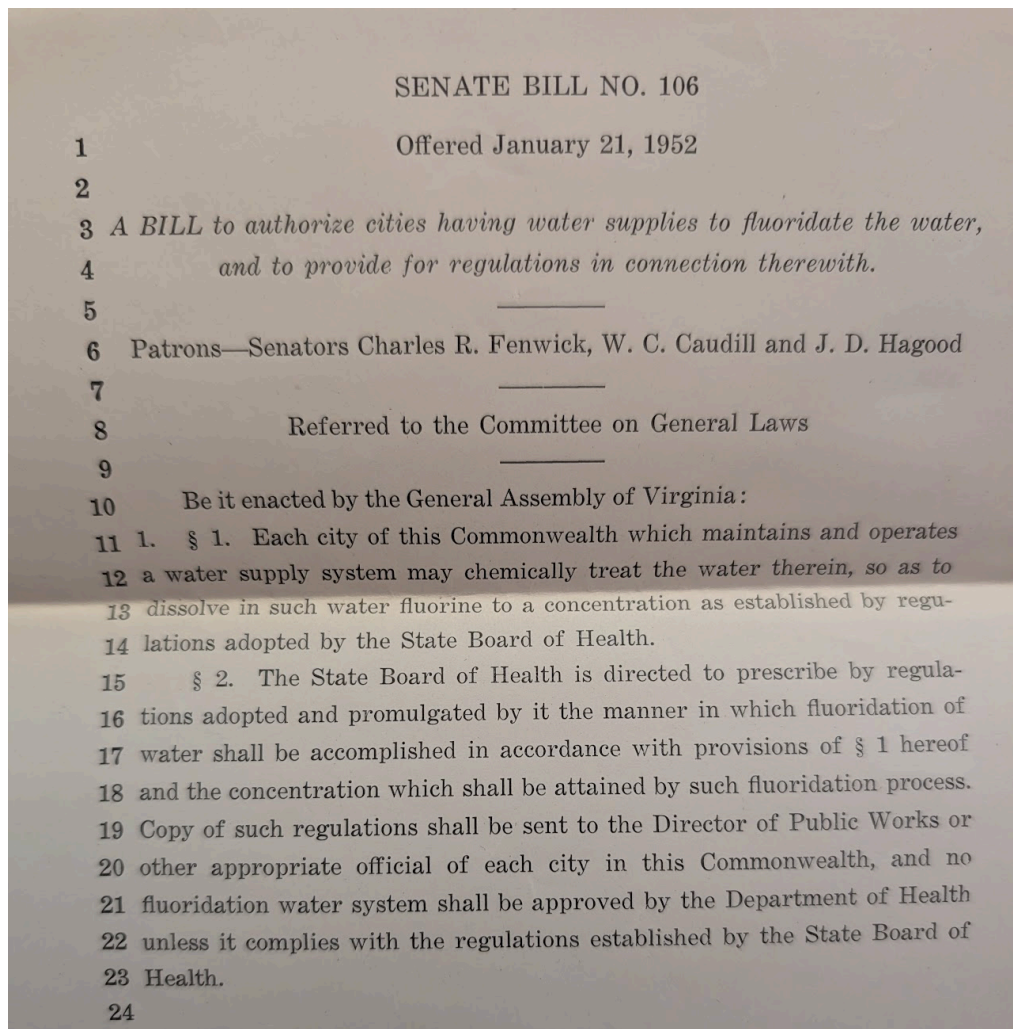 SENATE BILL NO. 106
1 Offered January 21, 1952
2
3 A BILL to authorize cities having water supplies to fluoridate the water,
4 and to provide for regulations in connection therewith.
5
6 Patrons—Senators Charles R. Fenwick, W. C. Caudill and J. D. Hagood
7
8 Referred to the Committee on General Laws
9
10 Be it enacted by the General Assembly of Virginia:
11 1. § 1. Each city of this Commonwealth which maintains and operates
12 a water supply system may chemically treat the water therein, so as to
13 dissolve in such water fluorine to a concentration as established by regu-
14 lations adopted by the State Board of Health.
15 § 2. The State Board of Health is directed to prescribe by regula-
16 tions adopted and promulgated by it the manner in which fluoridation of
17 water shall be accomplished in accordance with provisions of § 1 hereof
18 and the concentration which shall be attained by such fluoridation process.
19 Copy of such regulations shall be sent to the Director of Public Works or
20 other appropriate official of each city in this Commonwealth, and no
21 fluoridation water system shall be approved by the Department of Health
22 unless it complies with the regulations established by the State Board of
23 Health.
24